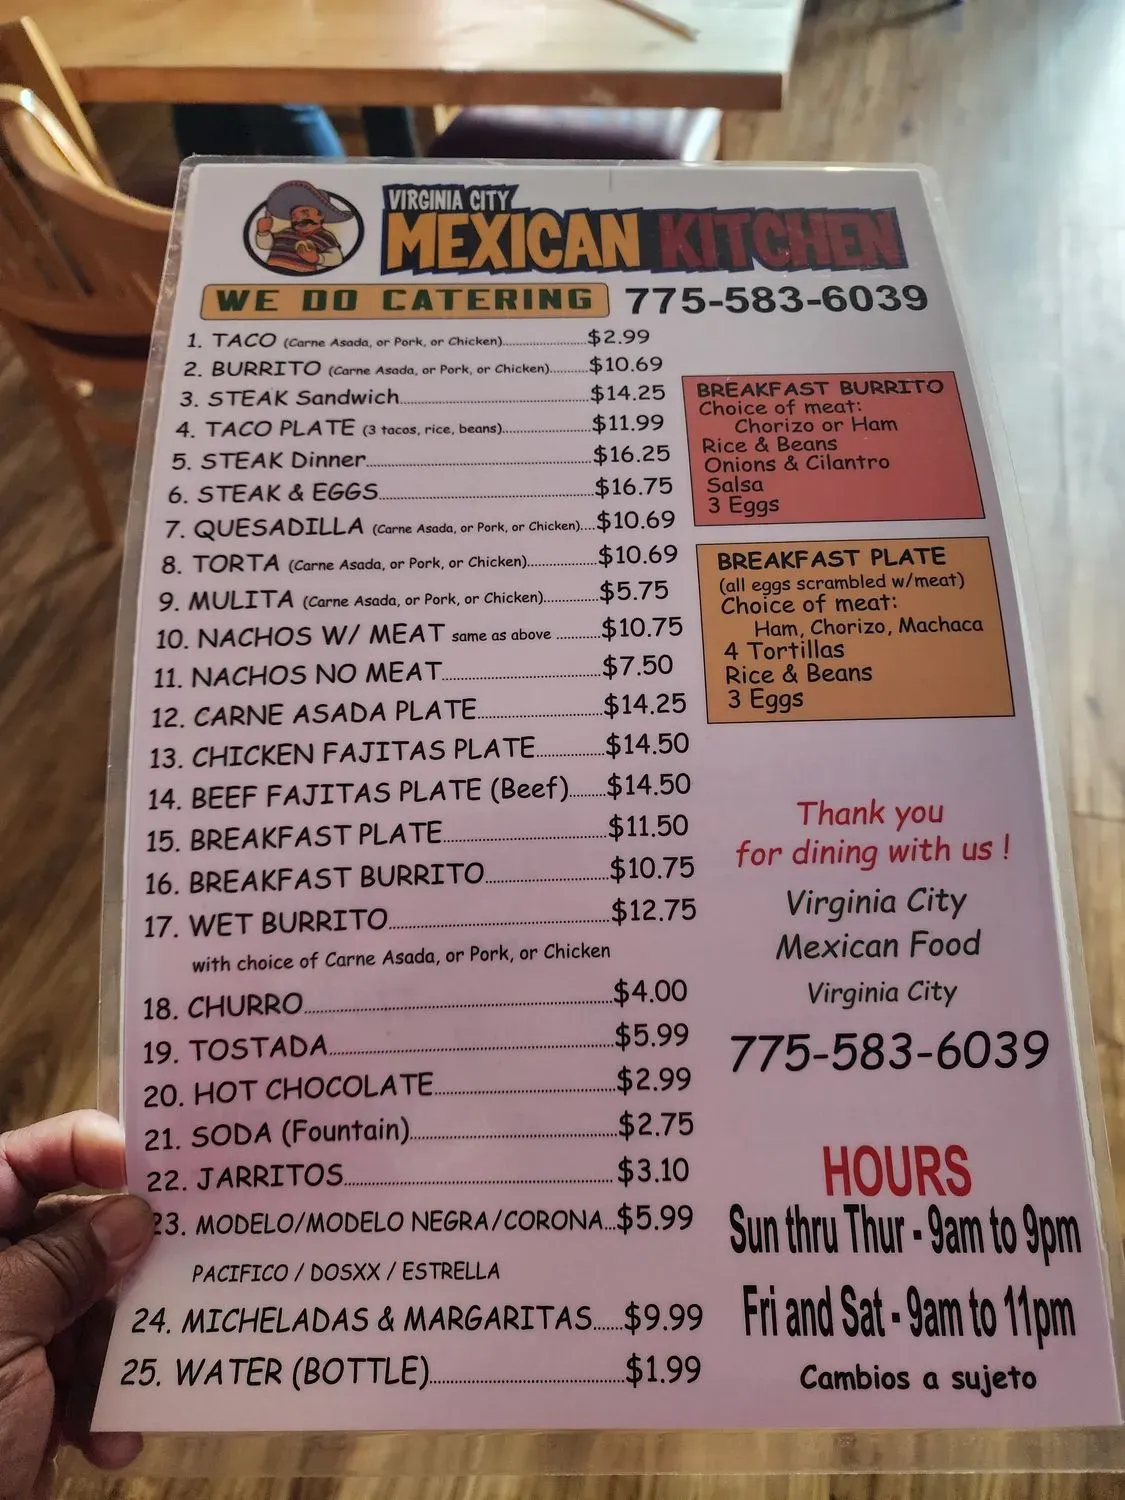 VIRGINIA CITY
MEXICAN KITCHEN
WE DO CATERING 775-583-6039
1. TACO (Carne Asada, or Pork, or Chicken)......$2.99
2. BURRITO (Carne Asada, or Pork, or Chicken)......$10.69
3. STEAK Sandwich......$14.25
4. TACO PLATE (3 tacos, rice, beans)......$11.99
5. STEAK Dinner......$16.25
6. STEAK & EGGS......$16.75
7. QUESADILLA (Carne Asada, or Pork, or Chicken)....$10.69
8. TORTA (Carne Asada, or Pork, or Chicken)......$10.69
9. MULITA (Carne Asada, or Pork, or Chicken)......$5.75
10. NACHOS W/ MEAT same as above ......$10.75
11. NACHOS NO MEAT......$7.50
12. CARNE ASADA PLATE......$14.25
13. CHICKEN FAJITAS PLATE......$14.50
14. BEEF FAJITAS PLATE (Beef)......$14.50
15. BREAKFAST PLATE......$11.50
16. BREAKFAST BURRITO......$10.75
17. WET BURRITO......$12.75
with choice of Carne Asada, or Pork, or Chicken
18. CHURRO......$4.00
19. TOSTADA......$5.99
20. HOT CHOCOLATE......$2.99
21. SODA (Fountain)......$2.75
22. JARRITOS......$3.10
23. MODELO/MODELO NEGRA/CORONA...$5.99
PACIFICO / DOSXX / ESTRELLA
24. MICHELADAS & MARGARITAS......$9.99
25. WATER (BOTTLE)......$1.99
BREAKFAST BURRITO
Choice of meat:
Chorizo or Ham
Rice & Beans
Onions & Cilantro
Salsa
3 Eggs
BREAKFAST PLATE
(all eggs scrambled w/meat)
Choice of meat:
Ham, Chorizo, Machaca
4 Tortillas
Rice & Beans
3 Eggs
Thank you
for dining with us !
Virginia City
Mexican Food
Virginia City
775-583-6039
HOURS
Sun thru Thur - 9am to 9pm
Fri and Sat - 9am to 11pm
Cambios a sujeto